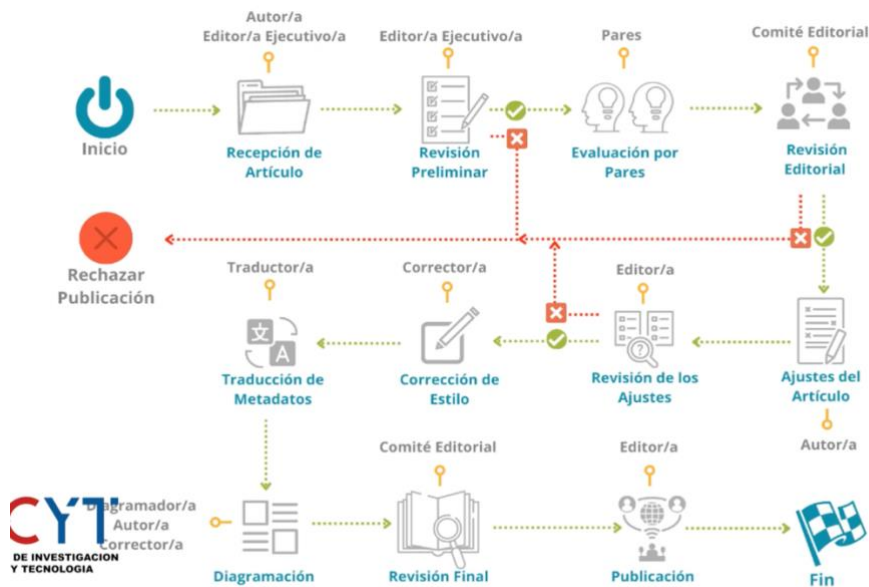 Autor/a
Editor/a Ejecutivo/a
Editor/a Ejecutivo/a
Pares
Comité Editorial
Inicio
Recepción de
Artículo
Revisión
Preliminar
Evaluación por
Pares
Revisión
Editorial
Rechazar
Publicación
Traductor/a
Corrector/a
Editor/a
文
A
?
Traducción de
Metadatos
Corrección de
Estilo
Revisión de los
Ajustes
Ajustes del
Artículo
Autor/a
Comité Editorial
Editor/a
CYT
DE INVESTIGACION
Y TECNOLOGIA
Diagramador/a
Autor/a
Corrector/a
Diagramación
Revisión Final
Publicación
Fin